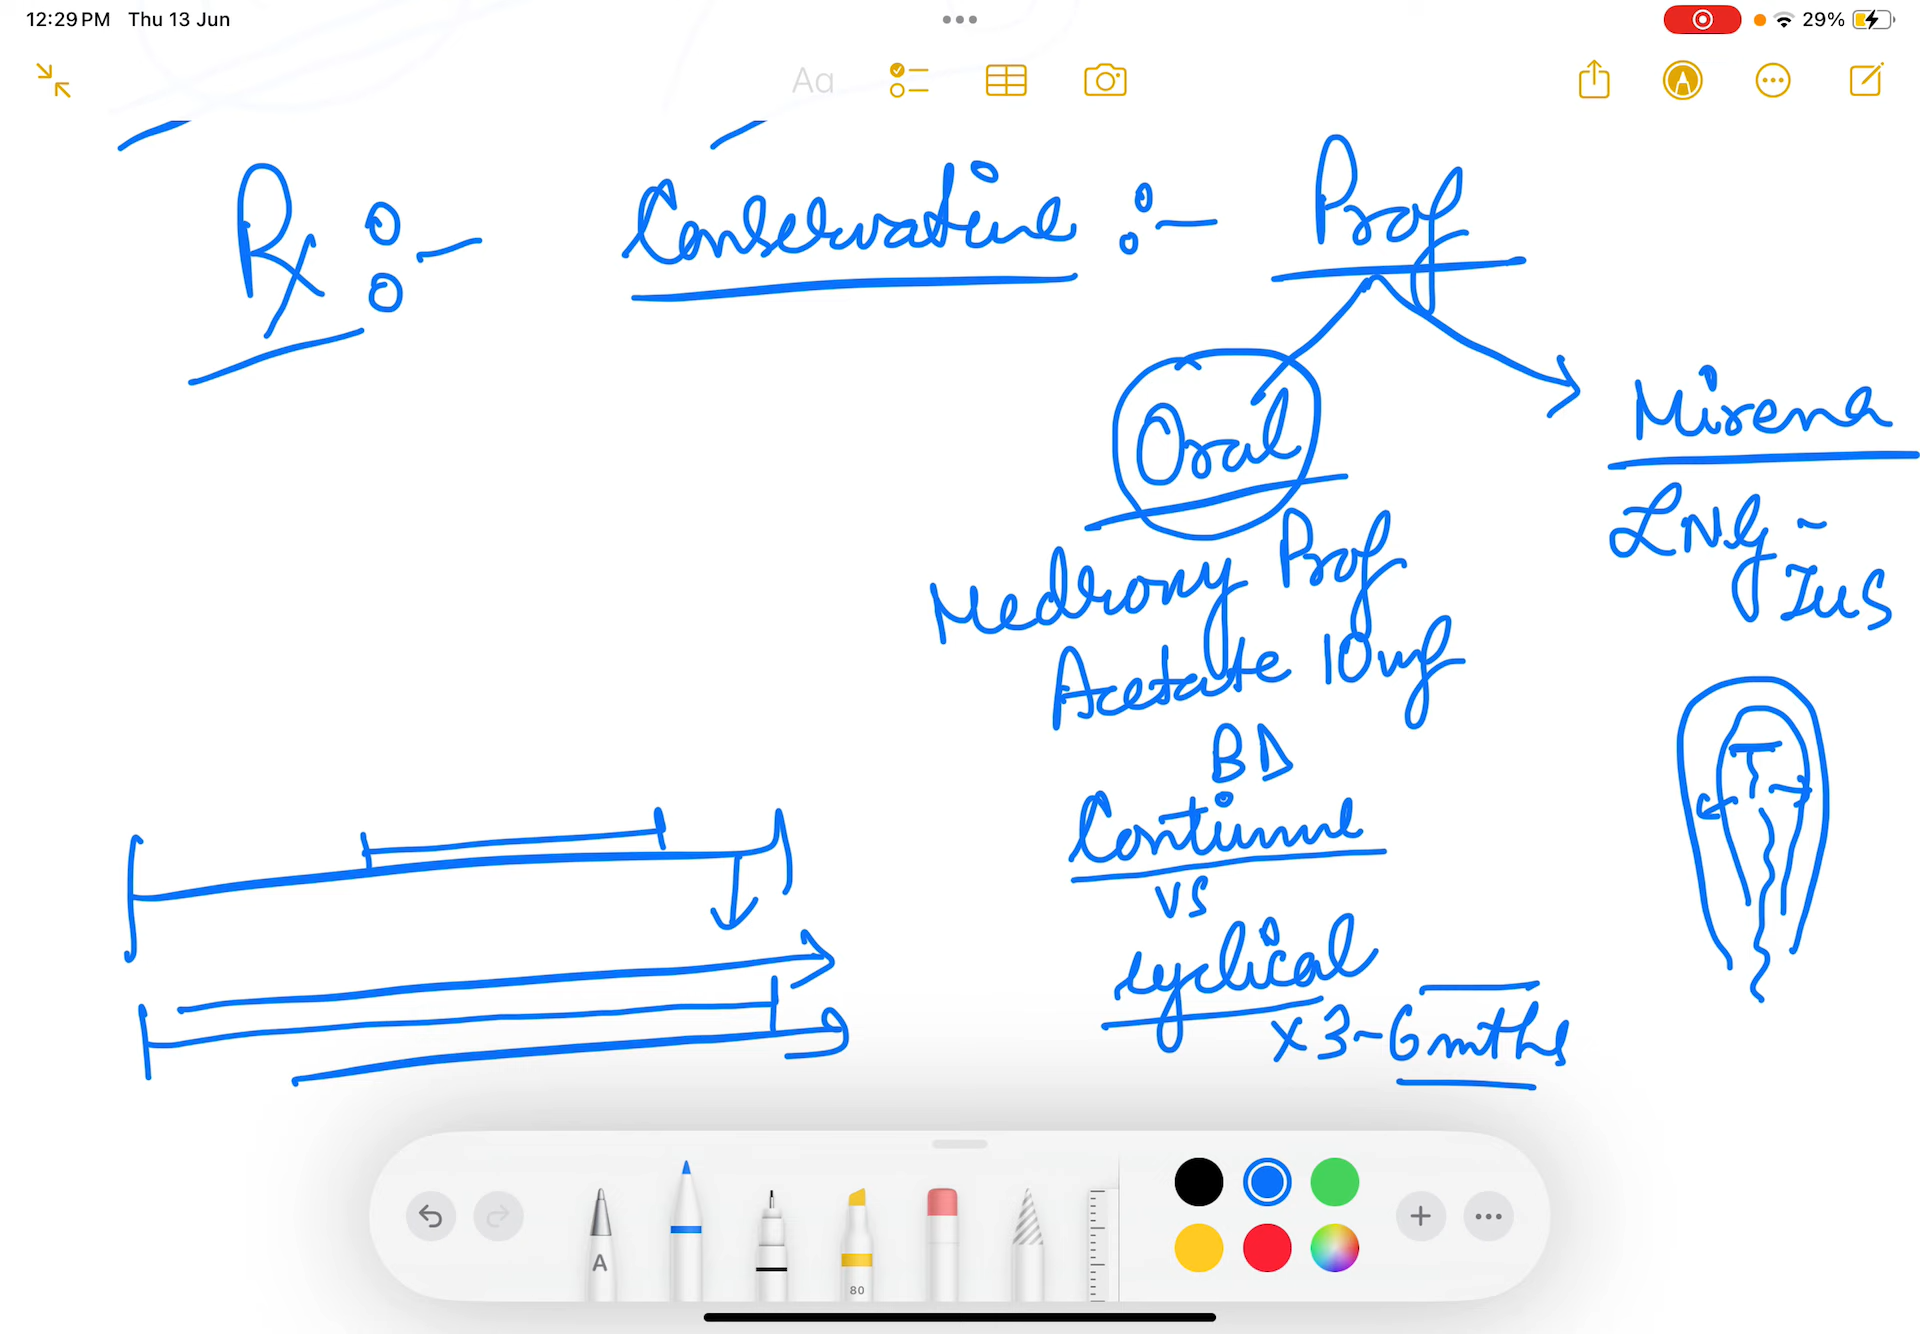 12:29 PM Thu 13 Jun
29%
Aa
Rx :- Conservative :- Prog
Oral
Mirena
LNG-
IUS
Medroxy Prog
Acetate 10mg
BD
Continuous
vs
cyclical
x 3-6 mths
A
80